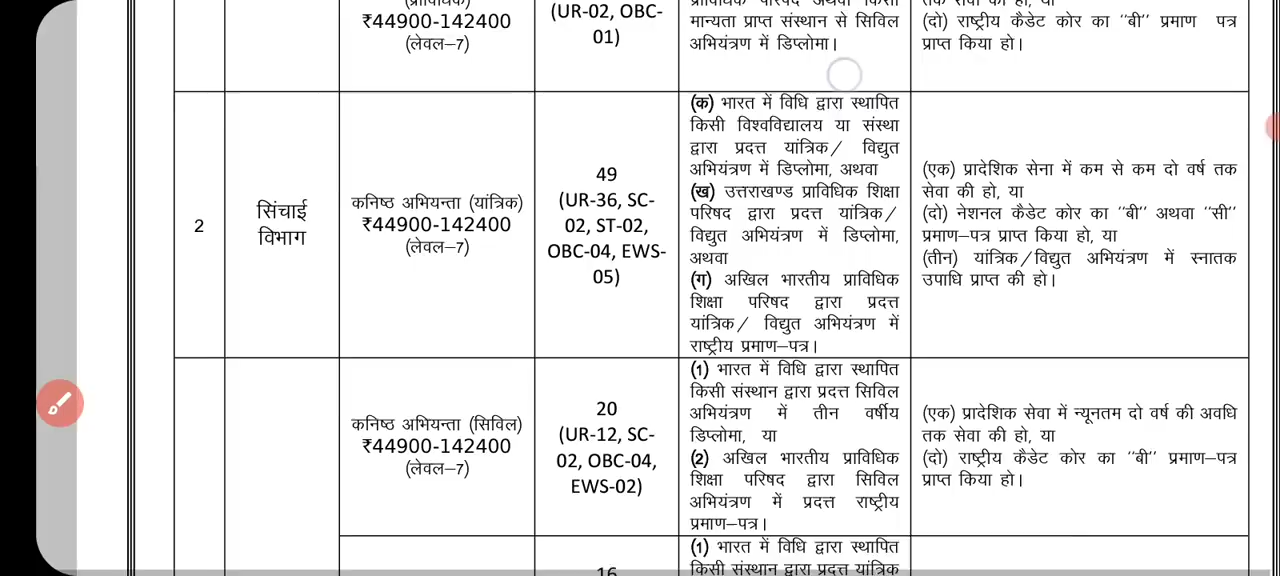 (प्राविधिक)
₹44900-142400
(लेवल–7)
(UR-02, OBC-
01)
मान्यता प्राप्त संस्थान से सिविल
अभियंत्रण में डिप्लोमा।
(दो) राष्ट्रीय कैडेट कोर का "बी" प्रमाण पत्र
प्राप्त किया हो।
2
सिंचाई
विभाग
कनिष्ठ अभियन्ता (यांत्रिक)
₹44900-142400
(लेवल–7)
49
(UR-36, SC-
02, ST-02,
OBC-04, EWS-
05)
(क) भारत में विधि द्वारा स्थापित
किसी विश्वविद्यालय या संस्था
द्वारा प्रदत्त यांत्रिक/ विद्युत
अभियंत्रण में डिप्लोमा, अथवा
(ख) उत्तराखण्ड प्राविधिक शिक्षा
परिषद द्वारा प्रदत्त यांत्रिक/
विद्युत अभियंत्रण में डिप्लोमा,
अथवा
(ग) अखिल भारतीय प्राविधिक
शिक्षा परिषद द्वारा प्रदत्त
यांत्रिक/ विद्युत अभियंत्रण में
राष्ट्रीय प्रमाण–पत्र।
(एक) प्रादेशिक सेना में कम से कम दो वर्ष तक
सेवा की हो, या
(दो) नेशनल कैडेट कोर का "बी" अथवा "सी"
प्रमाण–पत्र प्राप्त किया हो, या
(तीन) यांत्रिक/विद्युत अभियंत्रण में स्नातक
उपाधि प्राप्त की हो।
कनिष्ठ अभियन्ता (सिविल)
₹44900-142400
(लेवल–7)
20
(UR-12, SC-
02, OBC-04,
EWS-02)
(1) भारत में विधि द्वारा स्थापित
किसी संस्थान द्वारा प्रदत्त सिविल
अभियंत्रण में तीन वर्षीय
डिप्लोमा, या
(2) अखिल भारतीय प्राविधिक
शिक्षा परिषद द्वारा सिविल
अभियंत्रण में प्रदत्त राष्ट्रीय
प्रमाण–पत्र।
(एक) प्रादेशिक सेवा में न्यूनतम दो वर्ष की अवधि
तक सेवा की हो, या
(दो) राष्ट्रीय कैडेट कोर का "बी" प्रमाण–पत्र
प्राप्त किया हो।
16
(1) भारत में विधि द्वारा स्थापित
किसी संस्थान द्वारा प्रदत्त यांत्रिक